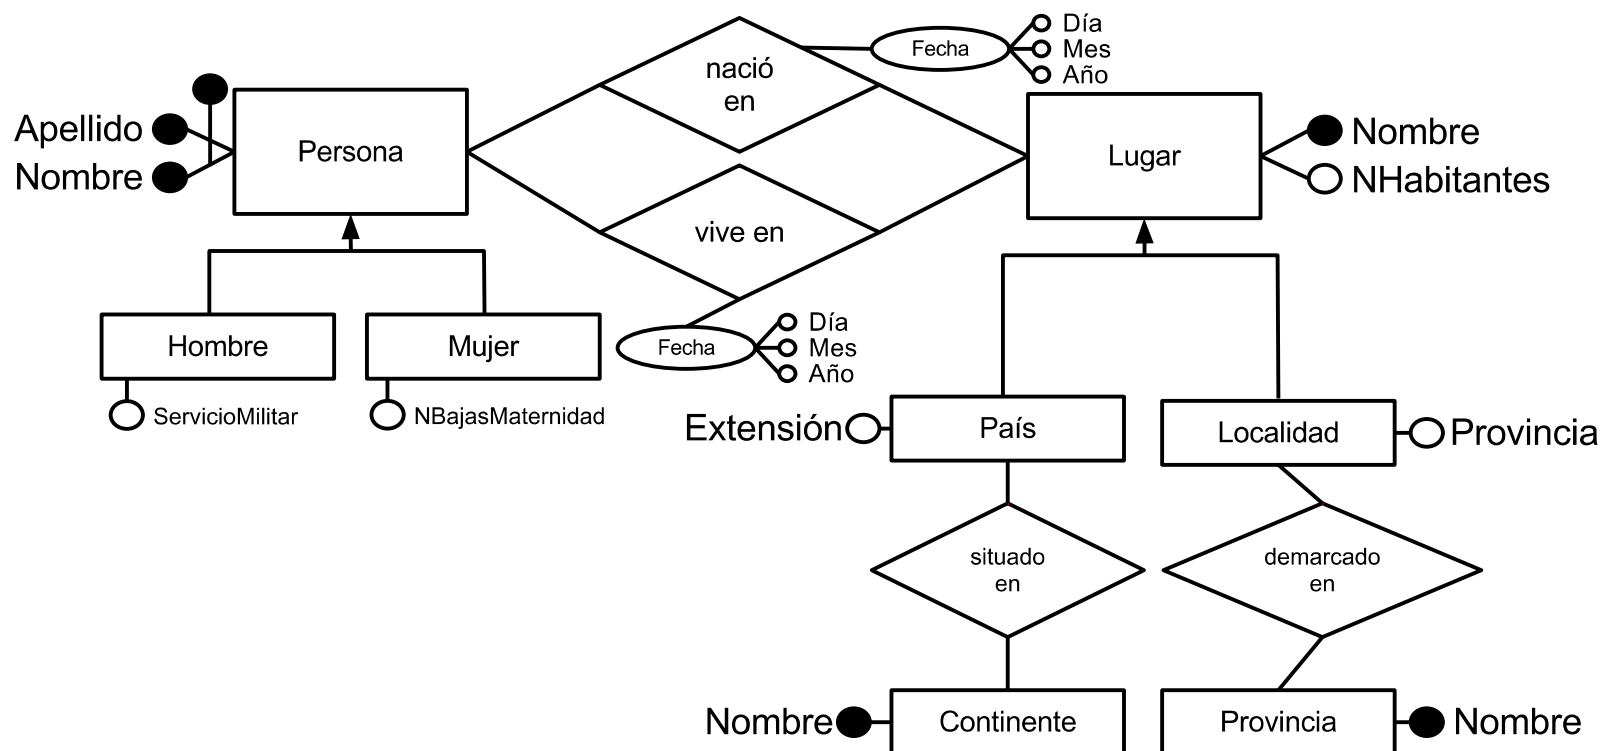 Día
Fecha
Mes
Año
nació
en
Apellido
Nombre
Persona
Lugar
Nombre
NHabitantes
vive en
Hombre
Mujer
Día
Fecha
Mes
Año
ServicioMilitar
NBajasMaternidad
Extensión
País
Localidad
Provincia
situado
en
demarcado
en
Nombre
Continente
Provincia
Nombre